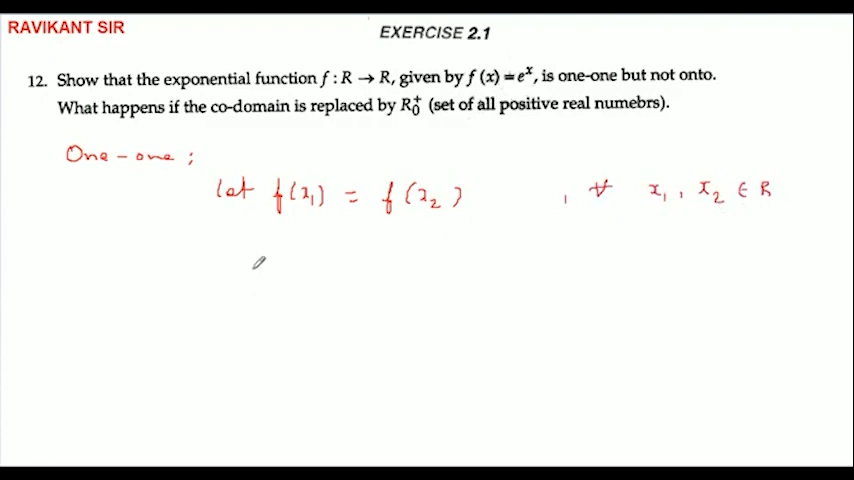 RAVIKANT SIR
EXERCISE 2.1
12. Show that the exponential function f : R → R, given by f (x) = eˣ, is one-one but not onto.
What happens if the co-domain is replaced by R₀⁺ (set of all positive real numebrs).
One-one ;
let f(x₁) = f(x₂) , ∀ x₁, x₂ ∈ R